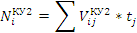 N_i^{КУ2} = ∑ V_{ij}^{КУ2} * t_j